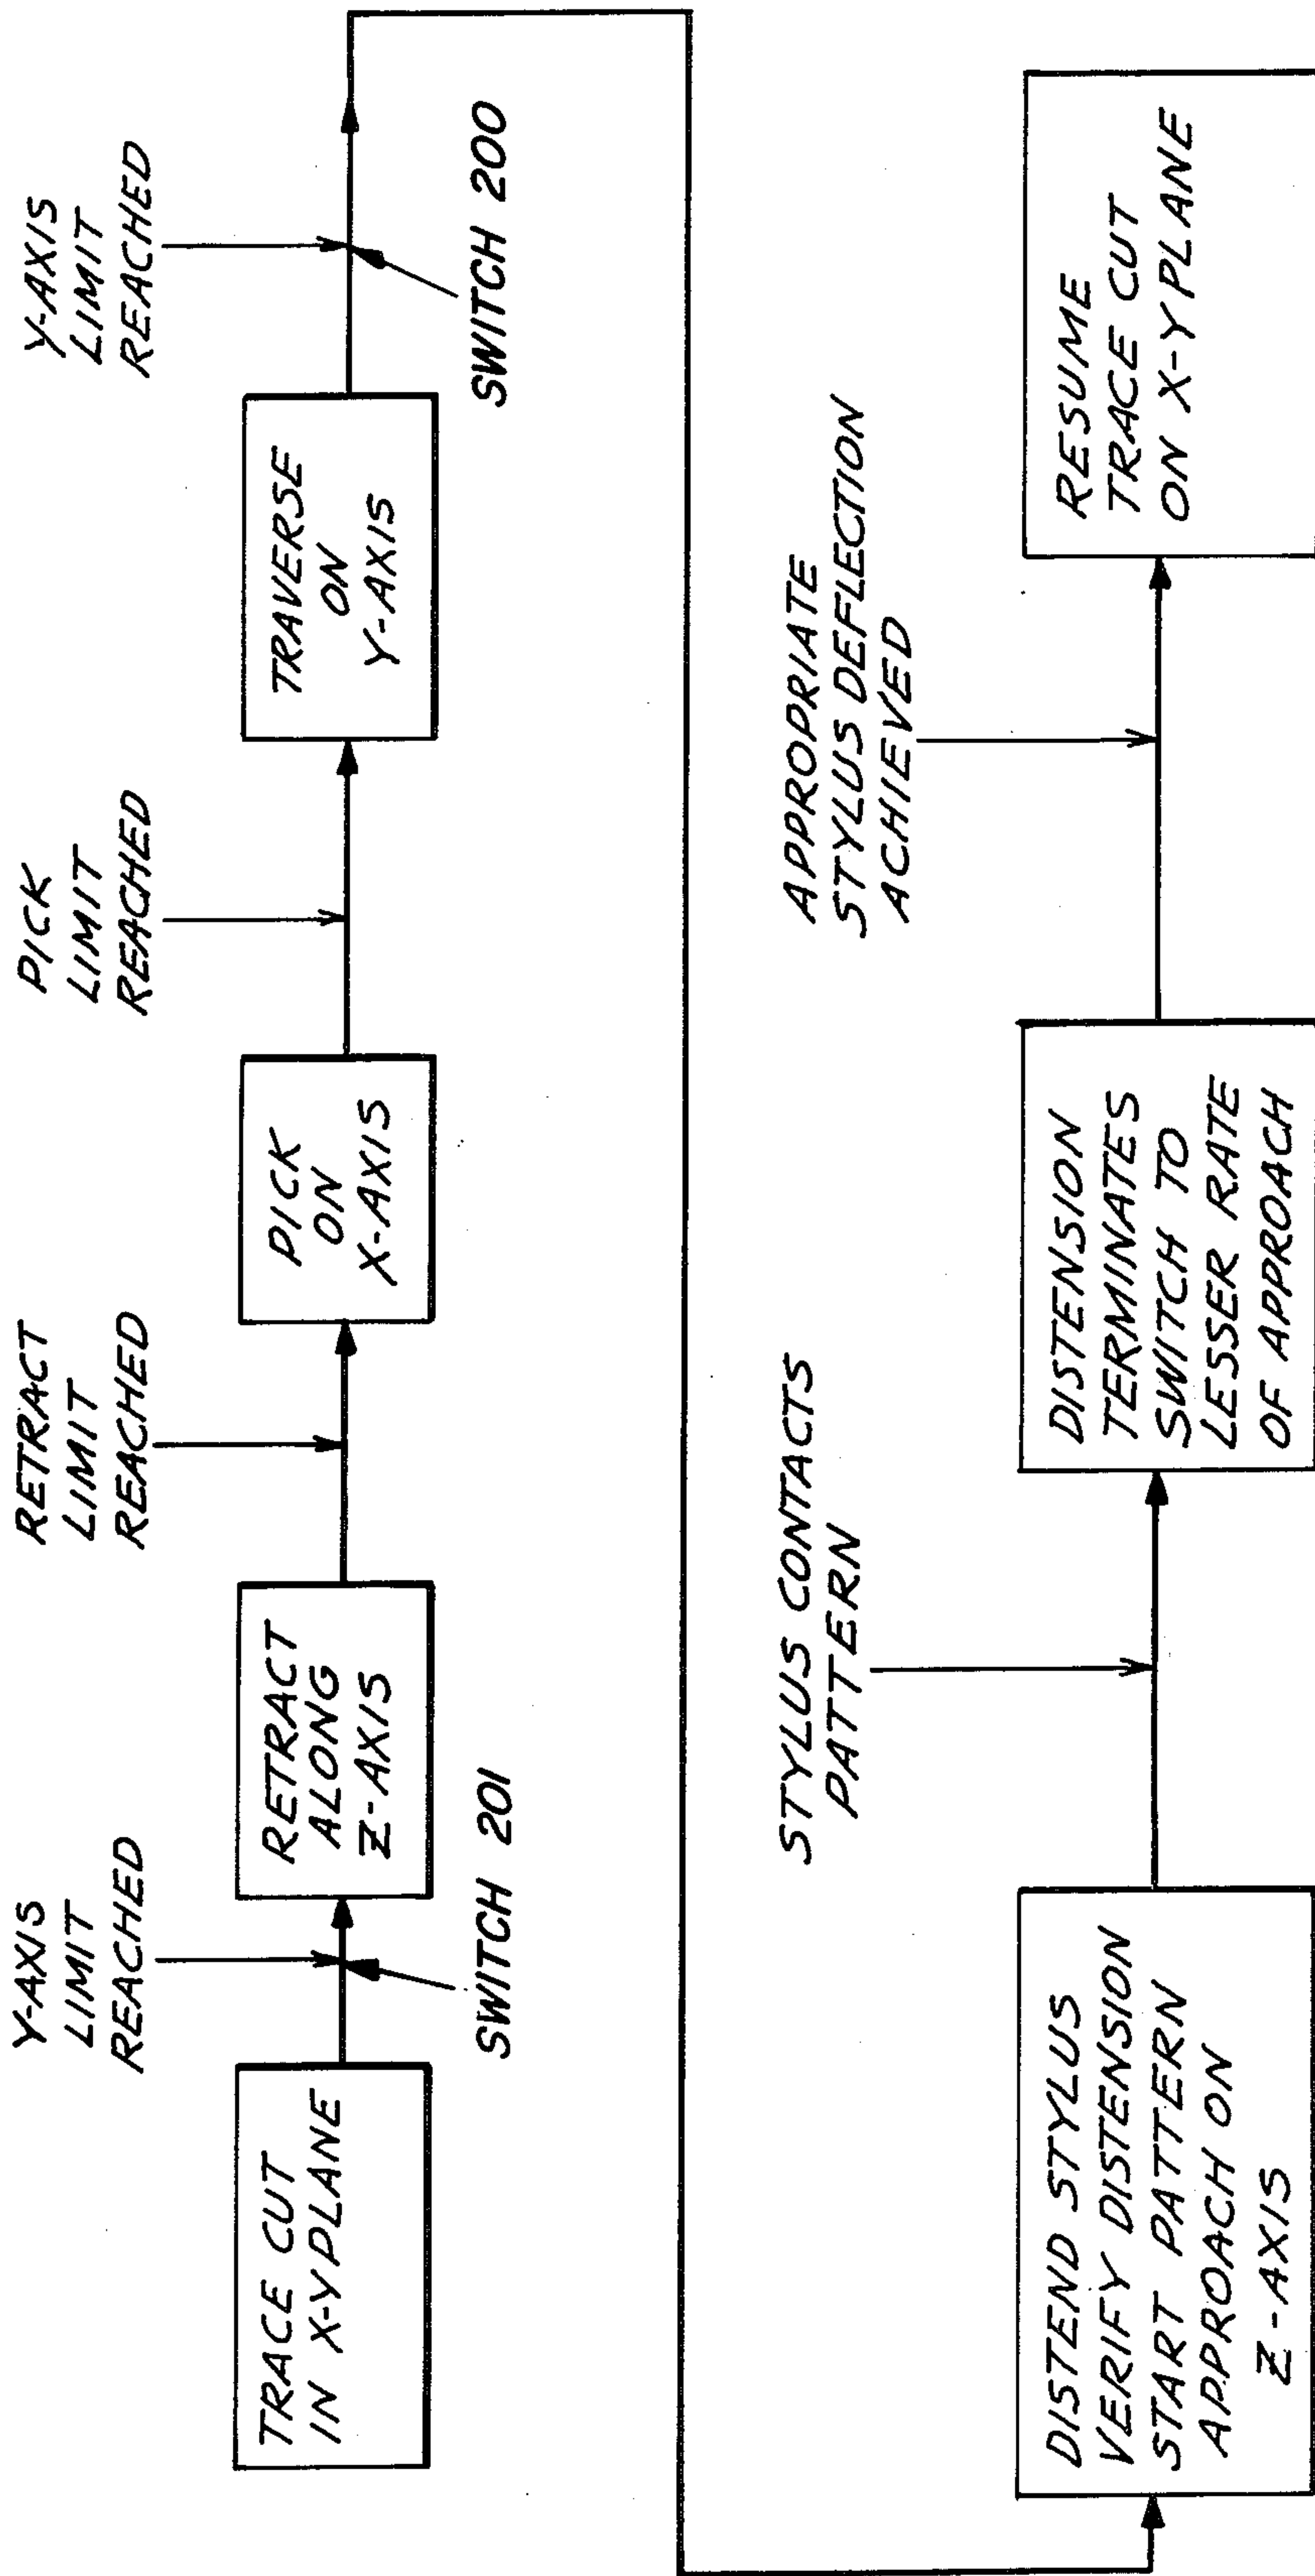 Y-AXIS
LIMIT
REACHED
RETRACT
LIMIT
REACHED
PICK
LIMIT
REACHED
Y-AXIS
LIMIT
REACHED
TRACE CUT
IN X-Y PLANE
RETRACT
ALONG
Z-AXIS
PICK
ON
X-AXIS
TRAVERSE
ON
Y-AXIS
SWITCH 201
SWITCH 200
STYLUS CONTACTS
PATTERN
APPROPRIATE
STYLUS DEFLECTION
ACHIEVED
DISTEND STYLUS
VERIFY DISTENSION
START PATTERN
APPROACH ON
Z-AXIS
DISTENSION
TERMINATES
SWITCH TO
LESSER RATE
OF APPROACH
RESUME
TRACE CUT
ON X-Y PLANE